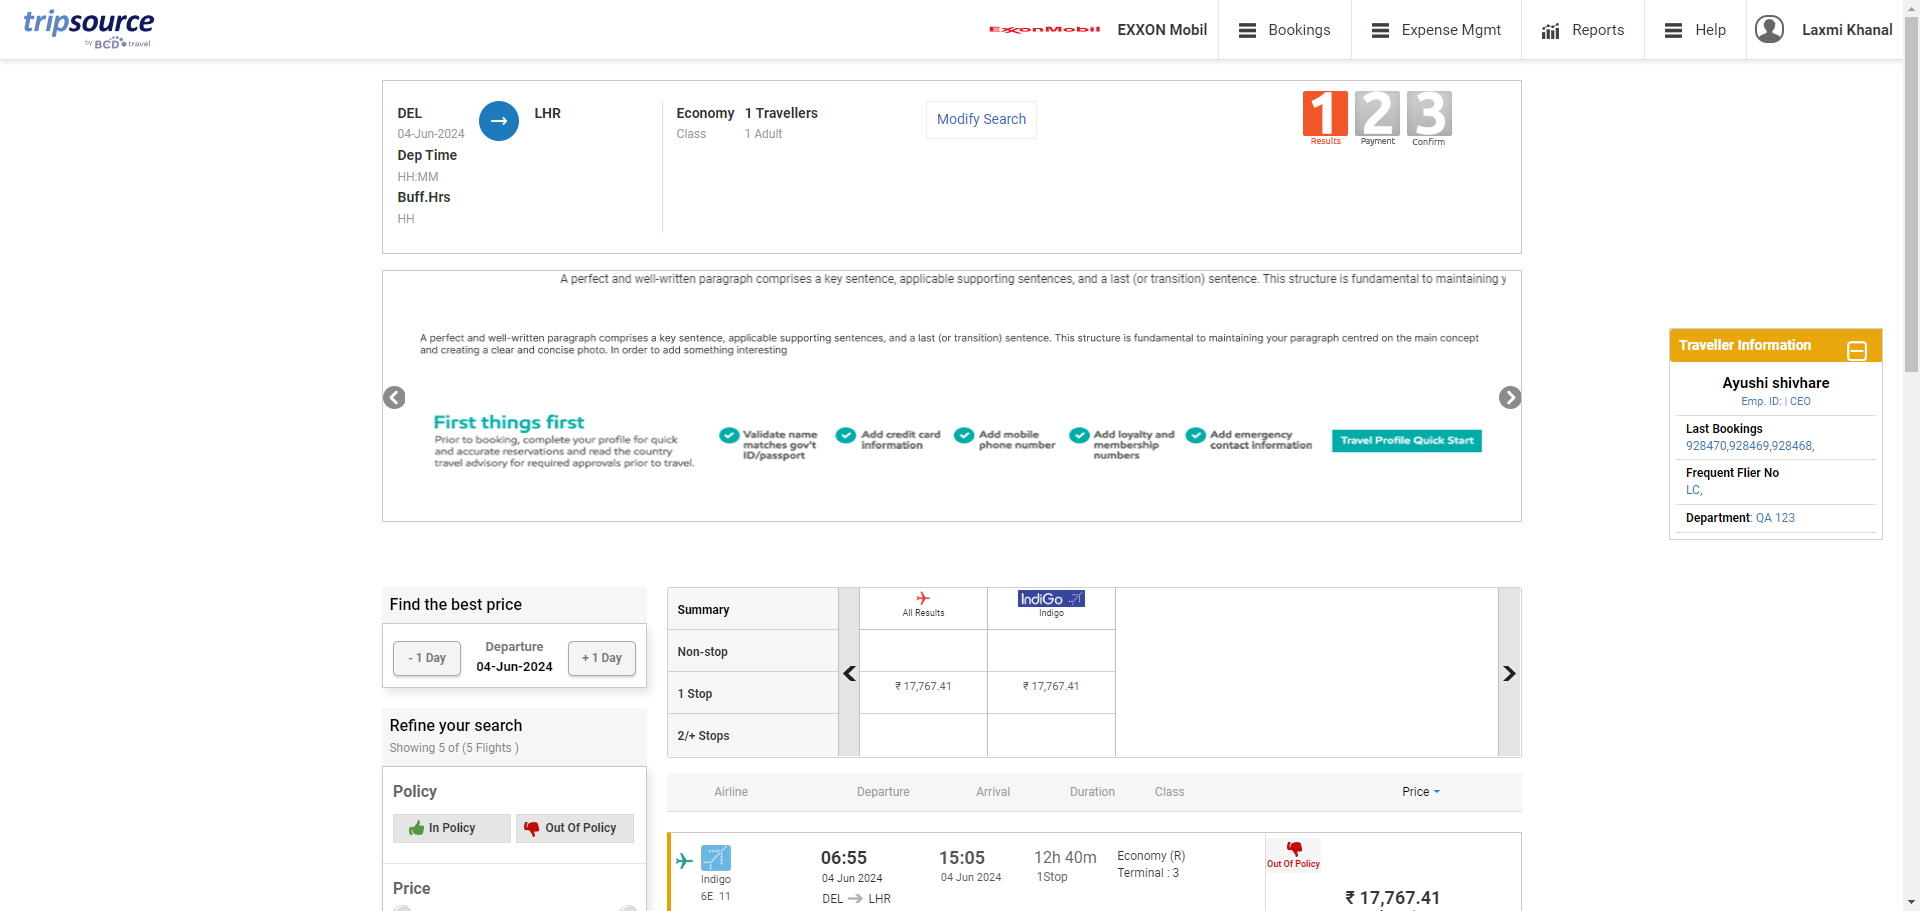 tripsource
by BCD travel
ExxonMobil
EXXON Mobil
Bookings
Expense Mgmt
Reports
Help
Laxmi Khanal
DEL
04-Jun-2024
LHR
Dep Time
HH:MM
Buff.Hrs
HH
Economy 1 Travellers
Class 1 Adult
Modify Search
1 2 3
Results Payment Confirm
A perfect and well-written paragraph comprises a key sentence, applicable supporting sentences, and a last (or transition) sentence. This structure is fundamental to maintaining y
A perfect and well-written paragraph comprises a key sentence, applicable supporting sentences, and a last (or transition) sentence. This structure is fundamental to maintaining your paragraph centred on the main concept
and creating a clear and concise photo. In order to add something interesting
First things first
Prior to booking, complete your profile for quick
and accurate reservations and read the country
travel advisory for required approvals prior to travel.
Validate name
matches gov't
ID/passport
Add credit card
information
Add mobile
phone number
Add loyalty and
membership
numbers
Add emergency
contact information
Travel Profile Quick Start
Traveller Information
Ayushi shivhare
Emp. ID: | CEO
Last Bookings
928470,928469,928468,
Frequent Flier No
LC,
Department: QA 123
Find the best price
- 1 Day
Departure
04-Jun-2024
+ 1 Day
Refine your search
Showing 5 of (5 Flights )
Policy
In Policy
Out Of Policy
Price
Summary
All Results
IndiGo
Indigo
Non-stop
1 Stop
₹ 17,767.41
₹ 17,767.41
2/+ Stops
Airline Departure Arrival Duration Class Price
Indigo
6E 11
06:55
04 Jun 2024
DEL LHR
15:05
04 Jun 2024
12h 40m
1Stop
Economy (R)
Terminal : 3
Out Of Policy
₹ 17,767.41